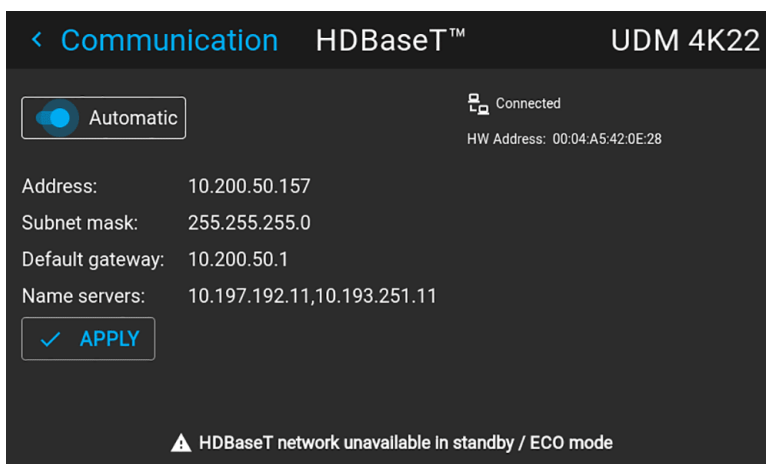 Communication HDBaseT™ UDM 4K22
Automatic
Connected
HW Address: 00:04:A5:42:0E:28
Address: 10.200.50.157
Subnet mask: 255.255.255.0
Default gateway: 10.200.50.1
Name servers: 10.197.192.11,10.193.251.11
APPLY
HDBaseT network unavailable in standby / ECO mode